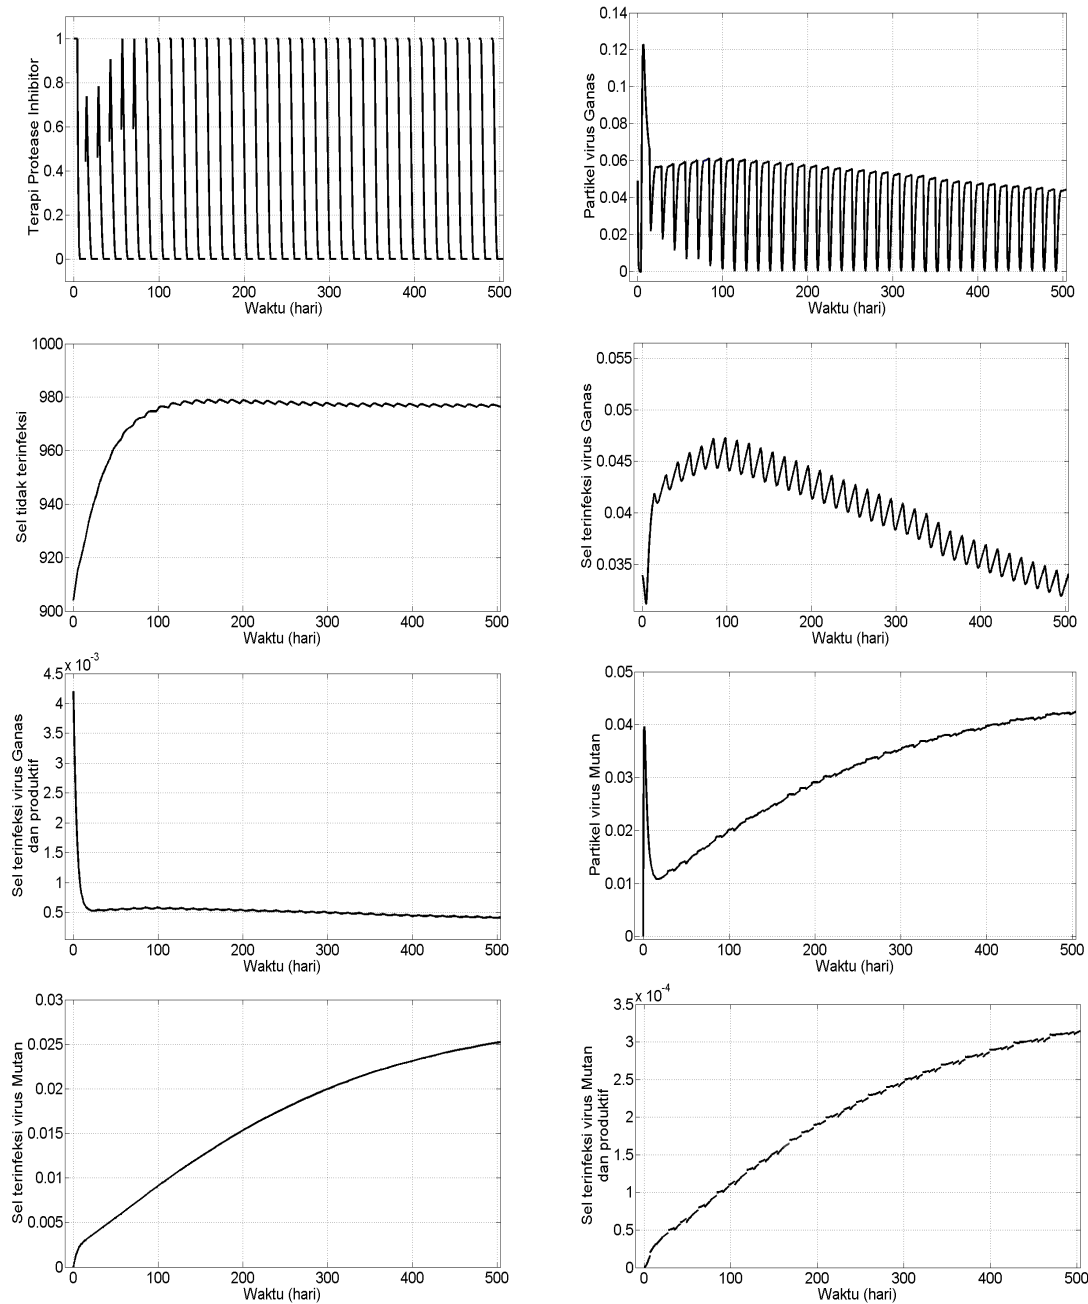 Terapi Protease Inhibitor
1
0.8
0.6
0.4
0.2
0
0 100 200 300 400 500
Waktu (hari)
Partikel virus Ganas
0.14
0.12
0.1
0.08
0.06
0.04
0.02
0
0 100 200 300 400 500
Waktu (hari)
Sel tidak terinfeksi
1000
980
960
940
920
900
0 100 200 300 400 500
Waktu (hari)
Sel terinfeksi virus Ganas
0.055
0.05
0.045
0.04
0.035
0 100 200 300 400 500
Waktu (hari)
Sel terinfeksi virus Ganas
dan produktif
x 10-3
4.5
4
3.5
3
2.5
2
1.5
1
0.5
0 100 200 300 400 500
Waktu (hari)
Partikel virus Mutan
0.05
0.04
0.03
0.02
0.01
0
0 100 200 300 400 500
Waktu (hari)
Sel terinfeksi virus Mutan
0.03
0.025
0.02
0.015
0.01
0.005
0
0 100 200 300 400 500
Waktu (hari)
Sel terinfeksi virus Mutan
dan produktif
x 10-4
3.5
3
2.5
2
1.5
1
0.5
0
0 100 200 300 400 500
Waktu (hari)